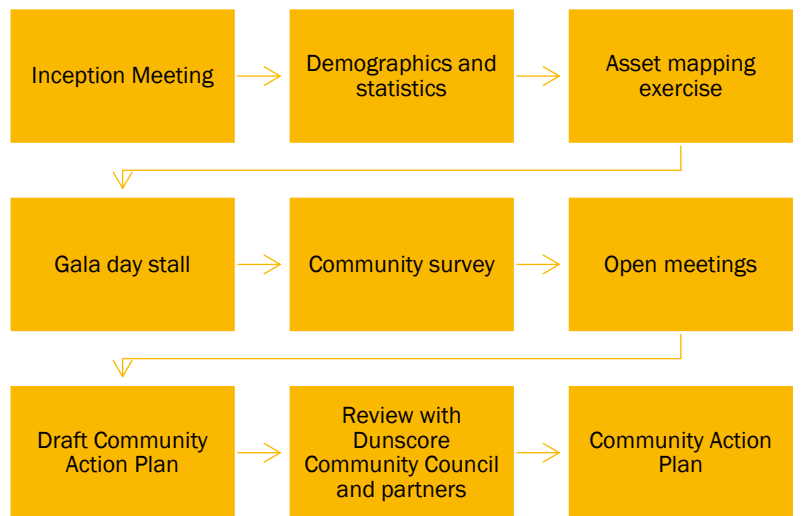 Inception Meeting
Demographics and
statistics
Asset mapping
exercise
Gala day stall
Community survey
Open meetings
Draft Community
Action Plan
Review with
Dunscore
Community Council
and partners
Community Action
Plan